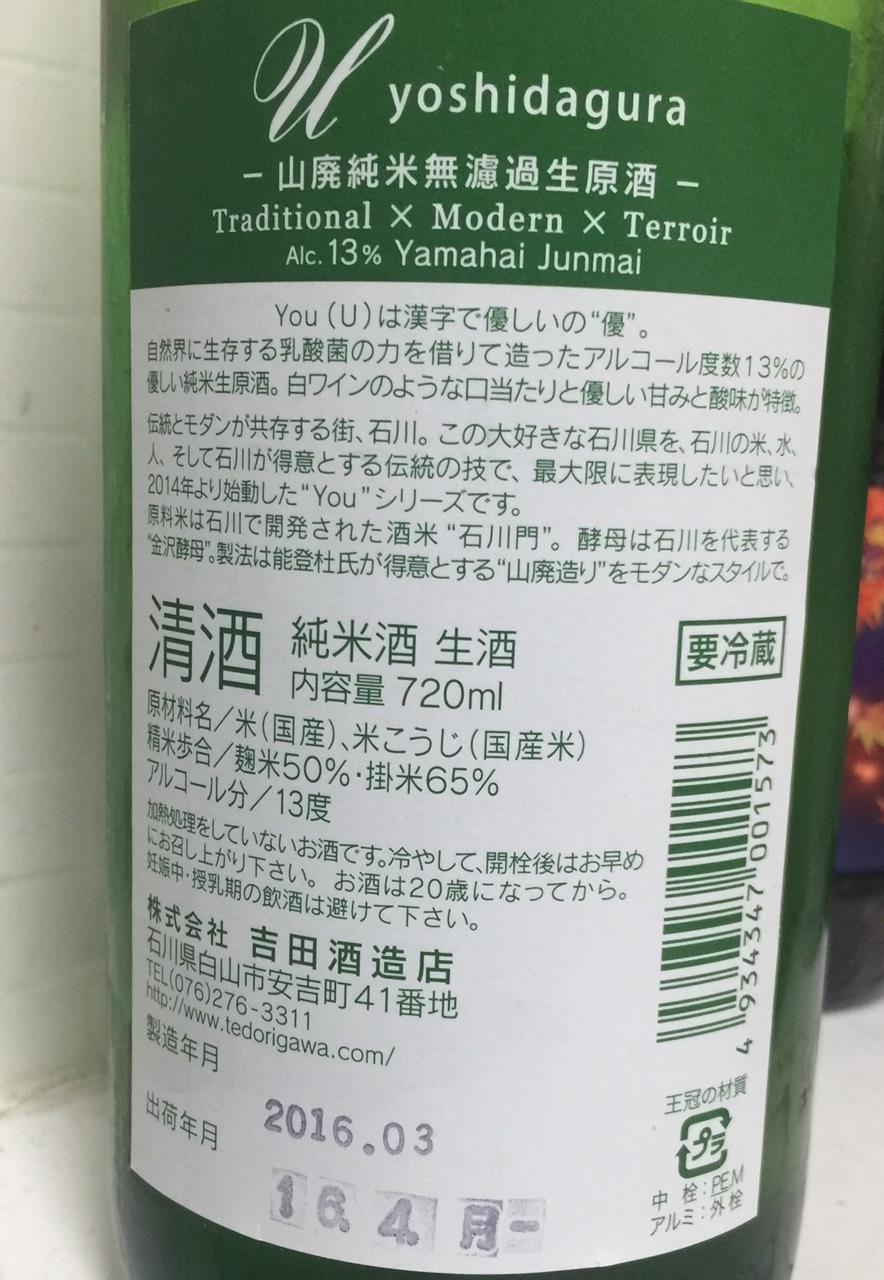 U yoshidagura
– 山廃純米無濾過生原酒 –
Traditional × Modern × Terroir
Alc.13% Yamahai Junmai
You(U)は漢字で優しいの“優”。
自然界に生存する乳酸菌の力を借りて造ったアルコール度数13%の
優しい純米生原酒。白ワインのような口当たりと優しい甘みと酸味が特徴。
伝統とモダンが共存する街、石川。この大好きな石川県を、石川の米、水、
人、そして石川が得意とする伝統の技で、最大限に表現したいと思い、
2014年より始動した“You”シリーズです。
原料米は石川で開発された酒米“石川門”。酵母は石川を代表する
“金沢酵母”。製法は能登杜氏が得意とする“山廃造り”をモダンなスタイルで。
清酒 純米酒 生酒
内容量 720ml
要冷蔵
原材料名/米(国産)、米こうじ(国産米)
精米歩合/麹米50%・掛米65%
アルコール分/13度
加熱処理をしていないお酒です。冷やして、開栓後はお早め
にお召し上がり下さい。お酒は20歳になってから。
妊娠中・授乳期の飲酒は避けて下さい。
株式会社 吉田酒造店
石川県白山市安吉町41番地
TEL(076)276-3311
http://www.tedorigawa.com/
製造年月 2016.03
出荷年月 16.4月
4 934347 001573
王冠の材質
プラ
中 栓:PE,M
アルミ:外栓